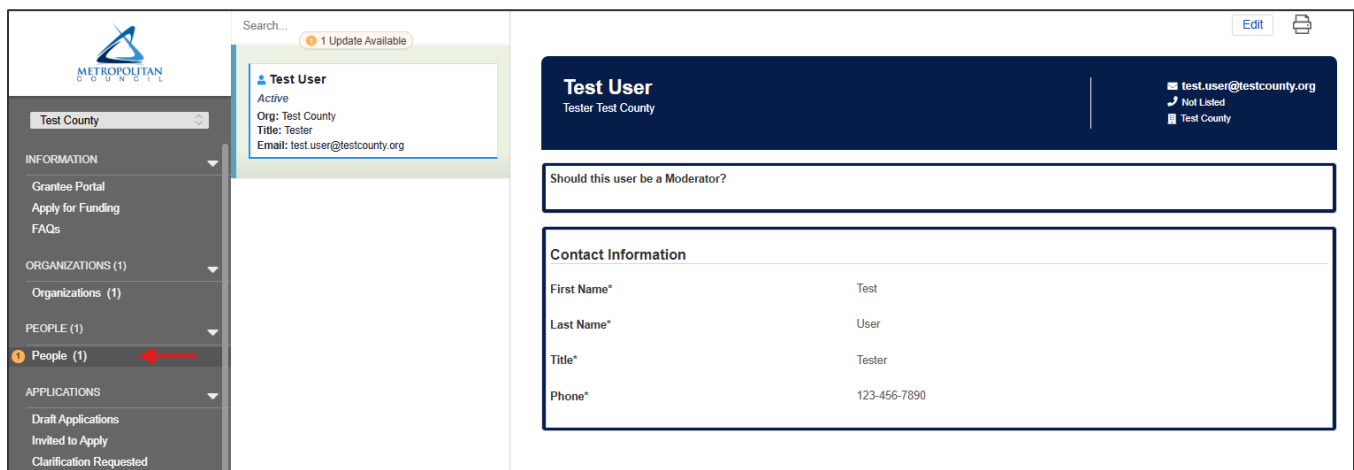 METROPOLITAN
COUNCIL
Test County
INFORMATION
Grantee Portal
Apply for Funding
FAQs
ORGANIZATIONS (1)
Organizations (1)
PEOPLE (1)
1 People (1)
APPLICATIONS
Draft Applications
Invited to Apply
Clarification Requested
Search...
1 Update Available
Test User
Active
Org: Test County
Title: Tester
Email: test.user@testcounty.org
Edit
Test User
Tester Test County
test.user@testcounty.org
Not Listed
Test County
Should this user be a Moderator?
Contact Information
First Name* Test
Last Name* User
Title* Tester
Phone* 123-456-7890